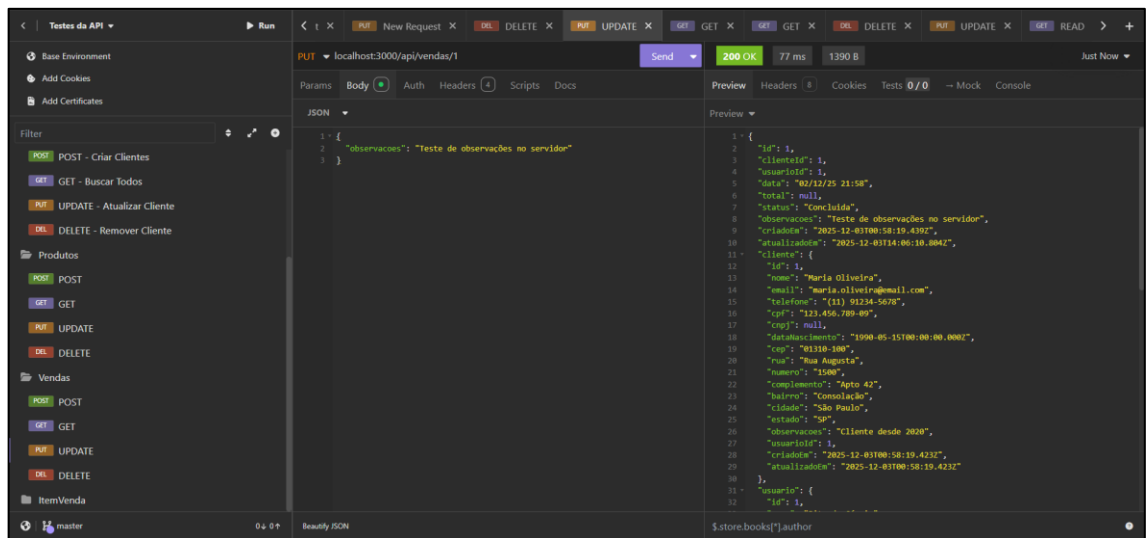 Testes da API
Run
t
PUT New Request
DEL DELETE
PUT UPDATE
GET GET
GET GET
DEL DELETE
PUT UPDATE
GET READ
Base Environment
Add Cookies
Add Certificates
Filter
POST POST - Criar Clientes
GET GET - Buscar Todos
PUT UPDATE - Atualizar Cliente
DEL DELETE - Remover Cliente
Produtos
POST POST
GET GET
PUT UPDATE
DEL DELETE
Vendas
POST POST
GET GET
PUT UPDATE
DEL DELETE
ItemVenda
master
0↓ 0↑
PUT localhost:3000/api/vendas/1
Send
Params Body Auth Headers 4 Scripts Docs
JSON
1 {
2 "observacoes": "Teste de observações no servidor"
3 }
Beautify JSON
200 OK 77 ms 1390 B
Just Now
Preview Headers 8 Cookies Tests 0 / 0 → Mock Console
Preview
1 {
2 "id": 1,
3 "clienteId": 1,
4 "usuarioId": 1,
5 "data": "02/12/25 21:58",
6 "total": null,
7 "status": "Concluida",
8 "observacoes": "Teste de observações no servidor",
9 "criadoEm": "2025-12-03T00:58:19.439Z",
10 "atualizadoEm": "2025-12-03T14:06:10.804Z",
11 "cliente": {
12 "id": 1,
13 "nome": "Maria Oliveira",
14 "email": "maria.oliveira@email.com",
15 "telefone": "(11) 91234-5678",
16 "cpf": "123.456.789-09",
17 "cnpj": null,
18 "dataNascimento": "1990-05-15T00:00:00.000Z",
19 "cep": "01310-100",
20 "rua": "Rua Augusta",
21 "numero": "1500",
22 "complemento": "Apto 42",
23 "bairro": "Consolação",
24 "cidade": "São Paulo",
25 "estado": "SP",
26 "observacoes": "Cliente desde 2020",
27 "usuarioId": 1,
28 "criadoEm": "2025-12-03T00:58:19.423Z",
29 "atualizadoEm": "2025-12-03T00:58:19.423Z"
30 },
31 "usuario": {
32 "id": 1,
$.store.books[*].author